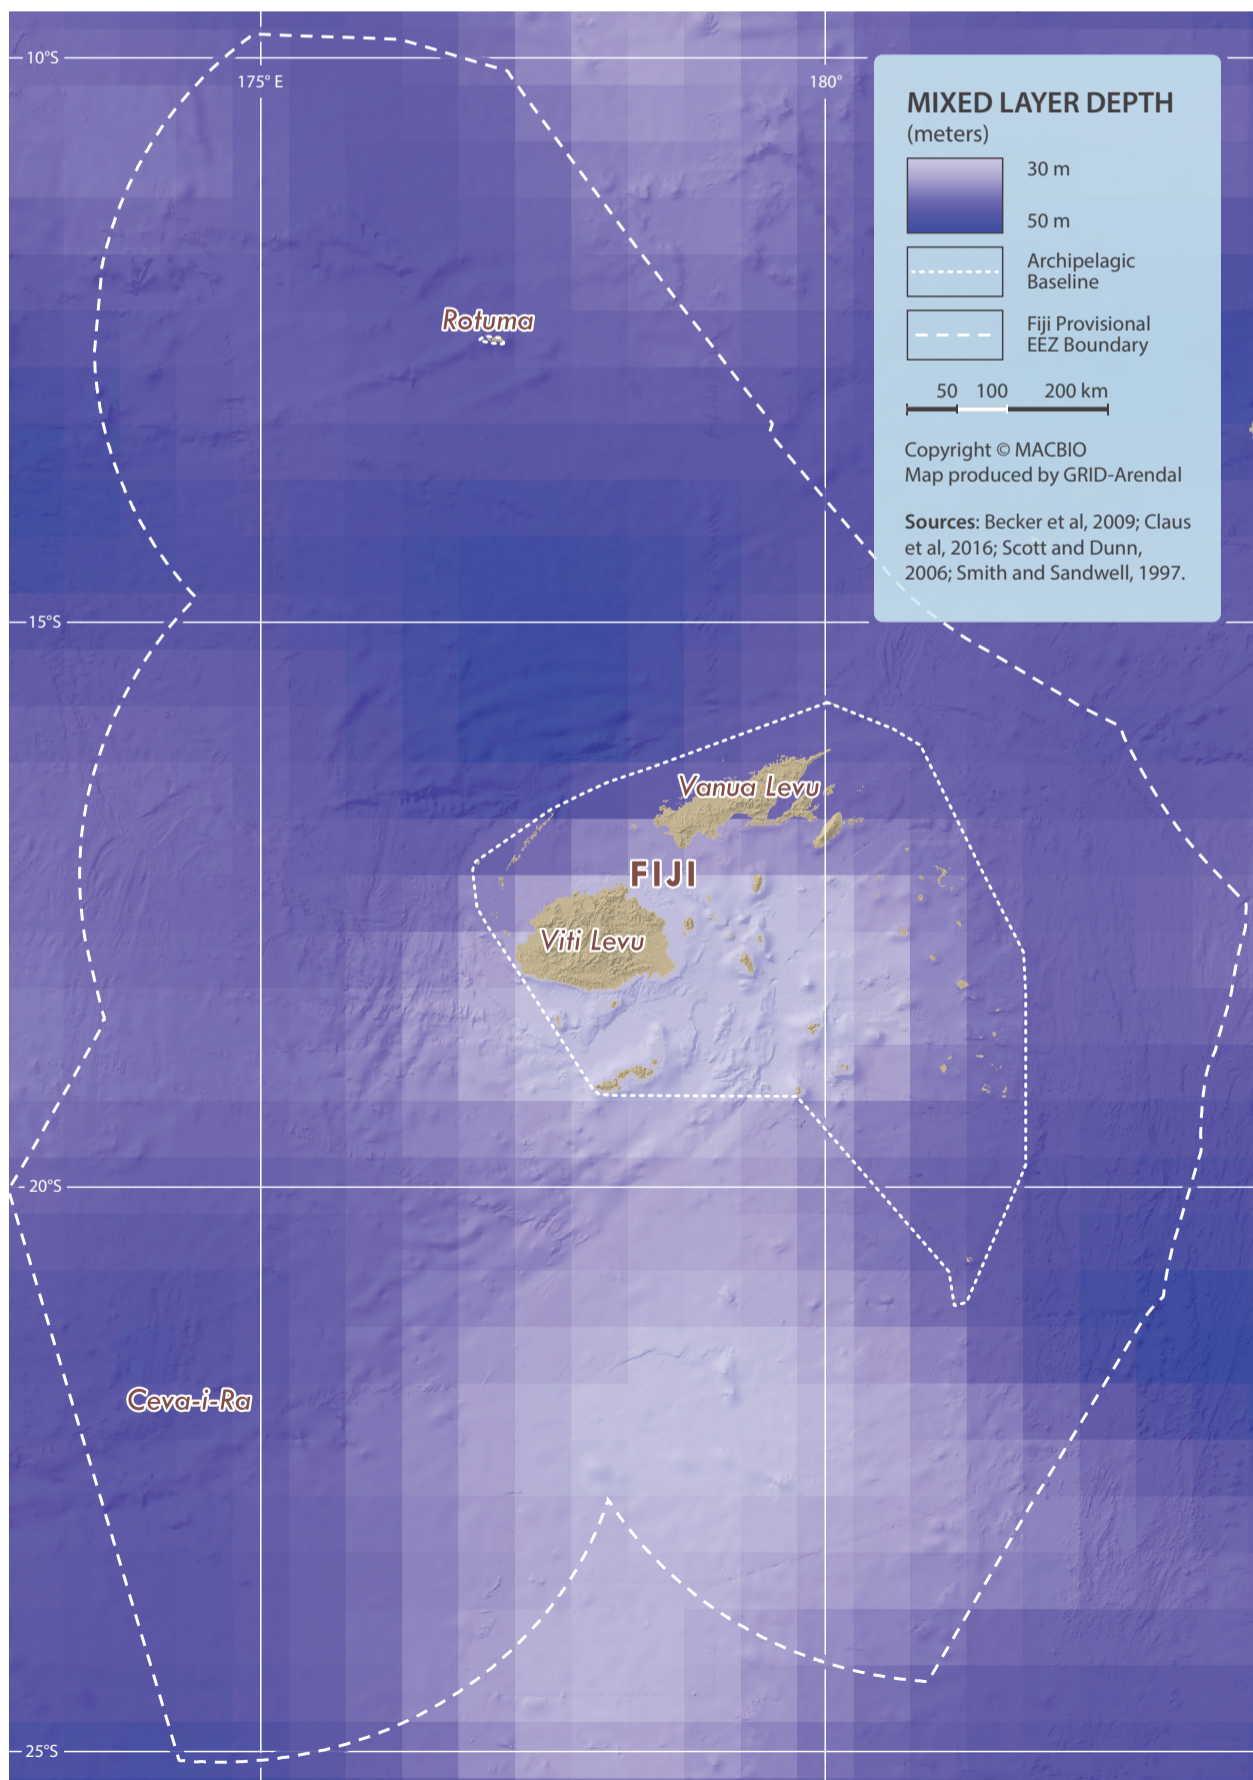 10°S
175° E
180°
MIXED LAYER DEPTH
(meters)
30 m
50 m
Archipelagic
Baseline
Fiji Provisional
EEZ Boundary
50 100 200 km
Copyright © MACBIO
Map produced by GRID-Arendal
Sources: Becker et al, 2009; Claus
et al, 2016; Scott and Dunn,
2006; Smith and Sandwell, 1997.
Rotuma
15°S
Vanua Levu
FIJI
Viti Levu
20°S
Ceva-i-Ra
25°S